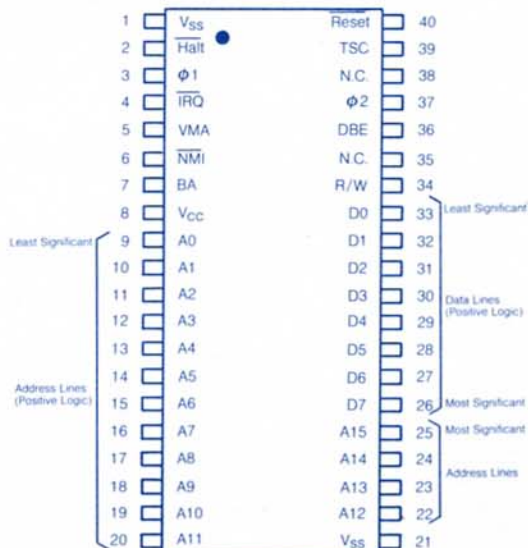 1 VSS Reset 40
2 Halt TSC 39
3 ϕ1 N.C. 38
4 IRQ ϕ2 37
5 VMA DBE 36
6 NMI N.C. 35
7 BA R/W 34
8 VCC D0 33 Least Significant
Least Significant 9 A0 D1 32
10 A1 D2 31
11 A2 D3 30 Data Lines
12 A3 D4 29 (Positive Logic)
13 A4 D5 28
14 A5 D6 27
Address Lines
(Positive Logic) 15 A6 D7 26 Most Significant
16 A7 A15 25 Most Significant
17 A8 A14 24
18 A9 A13 23 Address Lines
19 A10 A12 22
20 A11 VSS 21